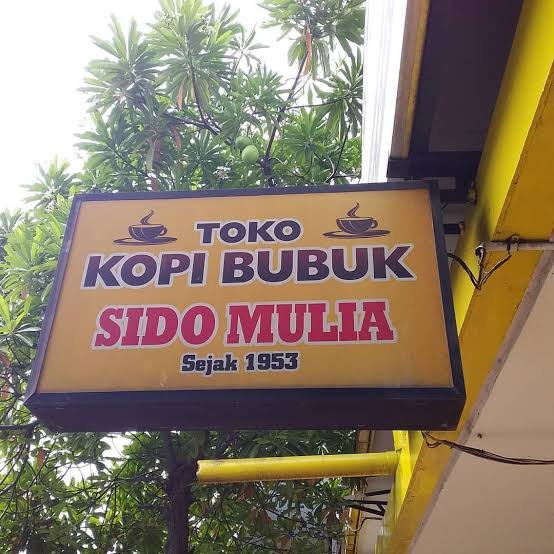 TOKO
KOPI BUBUK
SIDO MULIA
Sejak 1953